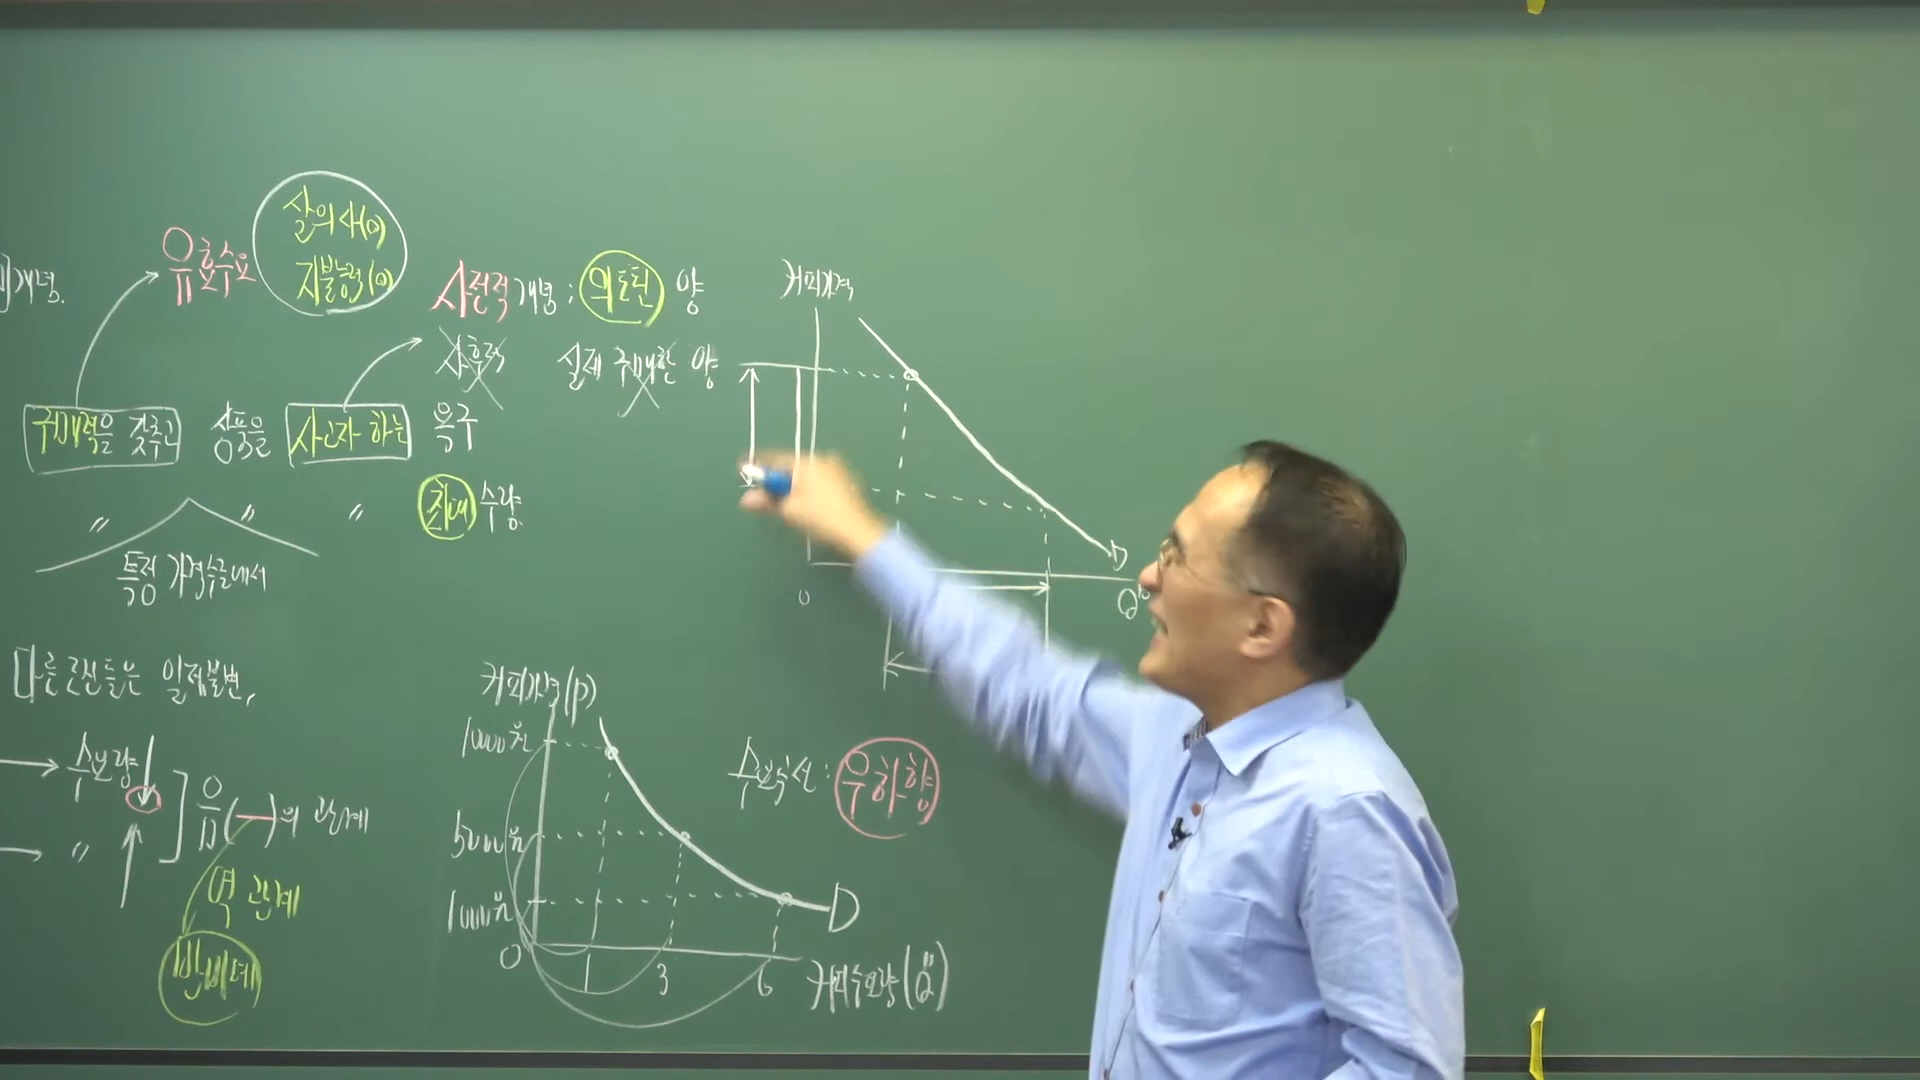 개념.
유효수요
살 의사(0)
지불능력(0)
사전적 개념 : 의도된 양
사후적 실제 구매한 양
구매력을 갖추고 상품을 사고자 하는 욕구
〃 〃 〃 최대 수량.
특정 가격수준에서
다른 조건들은 일정불변,
수요량
〃
음(ー)의 관계
역 관계
반비례
커피가격
0
D
커피가격(P)
10000원
5000원
1000원
0
1
3
6
D
커피수요량(Q)
수요곡선 : 우하향